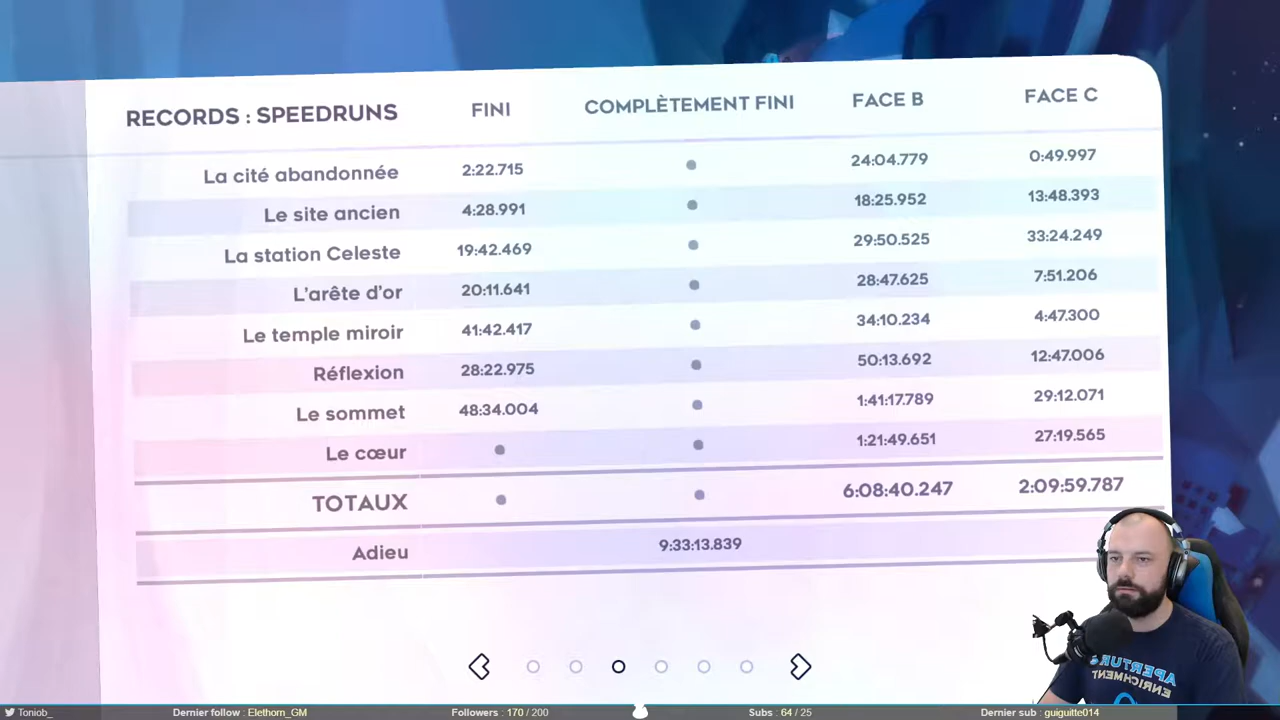 RECORDS : SPEEDRUNS FINI COMPLÈTEMENT FINI FACE B FACE C
La cité abandonnée 2:22.715 24:04.779 0:49.997
Le site ancien 4:28.991 18:25.952 13:48.393
La station Celeste 19:42.469 29:50.525 33:24.249
L'arête d'or 20:11.641 28:47.625 7:51.206
Le temple miroir 41:42.417 34:10.234 4:47.300
Réflexion 28:22.975 50:13.692 12:47.006
Le sommet 48:34.004 1:41:17.789 29:12.071
Le cœur 1:21:49.651 27:19.565
TOTAUX 6:08:40.247 2:09:59.787
Adieu 9:33:13.839
APERTURE
ENRICHMENT
Toniob_ Dernier follow : Elethorn_GM Followers : 170 / 200 Subs : 64 / 25 Dernier sub : guiguitte014